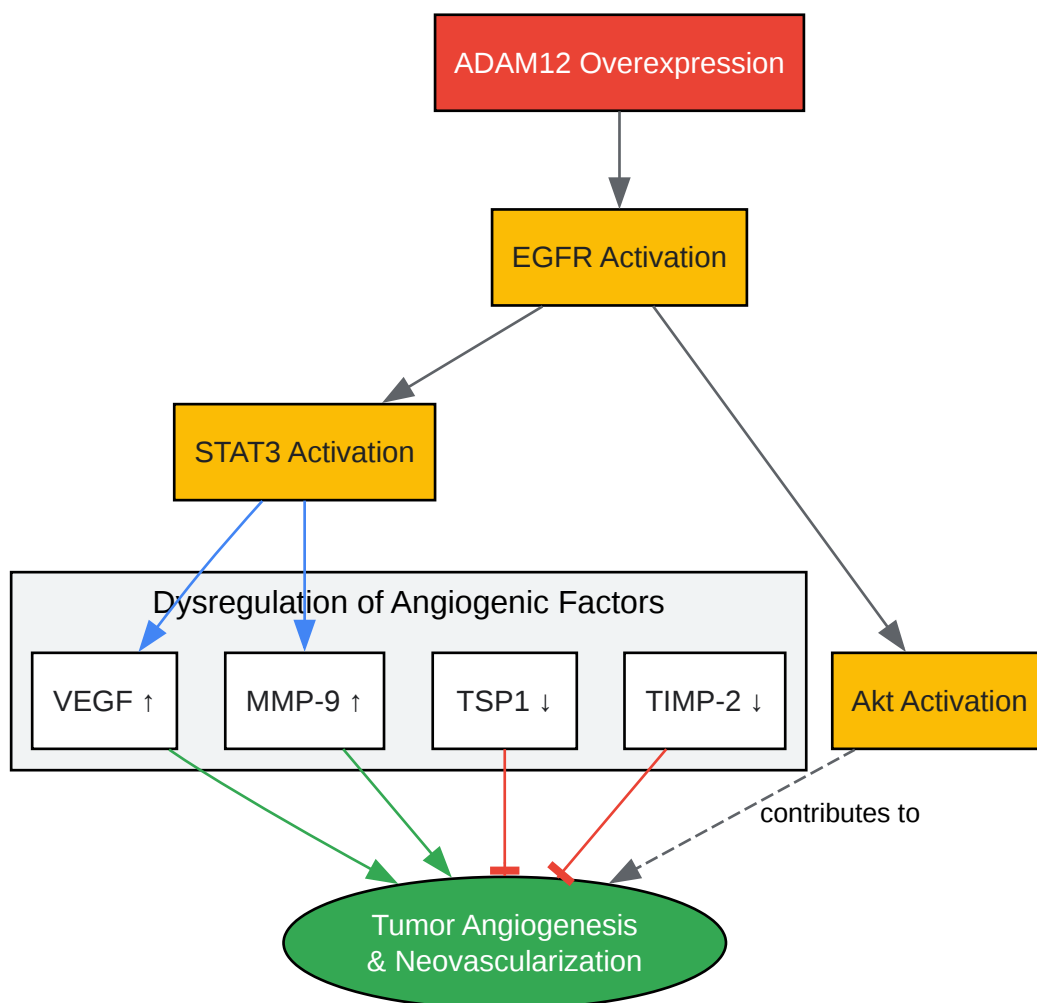 ADAM12 Overexpression
EGFR Activation
STAT3 Activation
Dysregulation of Angiogenic Factors
VEGF ↑
MMP-9 ↑
TSP1 ↓
TIMP-2 ↓
Akt Activation
contributes to
Tumor Angiogenesis
& Neovascularization